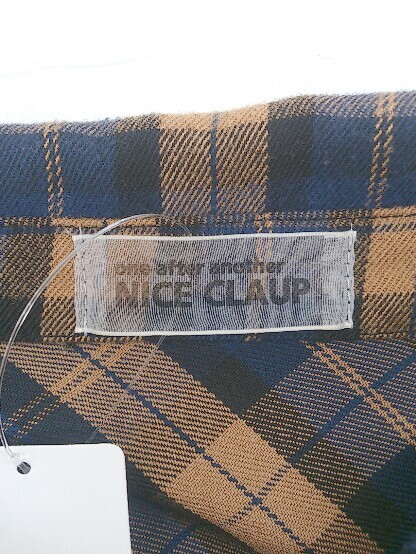 one after another
NICE CLAUP